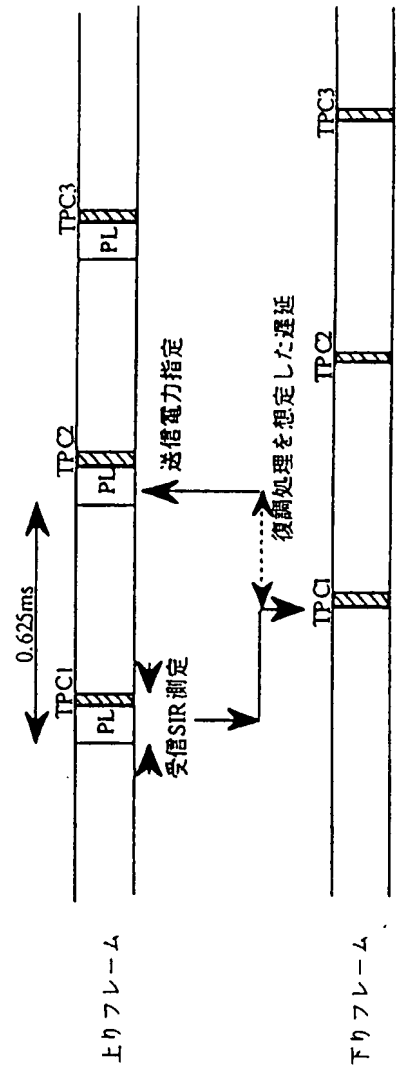 0.625ms
TPC1
TPC2
TPC3
上りフレーム
PL
PL
PL
受信SIR測定
送信電力指定
復調処理を想定した遅延
TPC1
TPC2
TPC3
下りフレーム